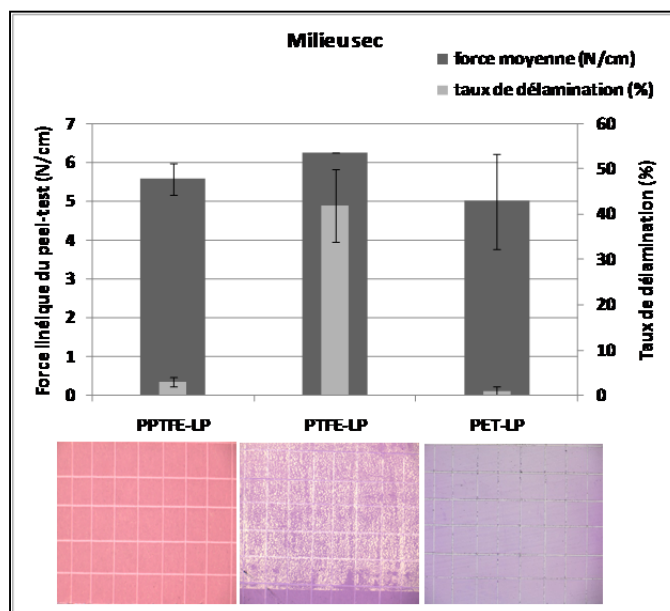 Milieu sec
force moyenne (N/cm)
taux de délamination (%)
Force linéique du peel-test (N/cm)
7
6
5
4
3
2
1
0
60
50
40
30
20
10
0
Taux de délamination (%)
PPTFE-LP
PTFE-LP
PET-LP